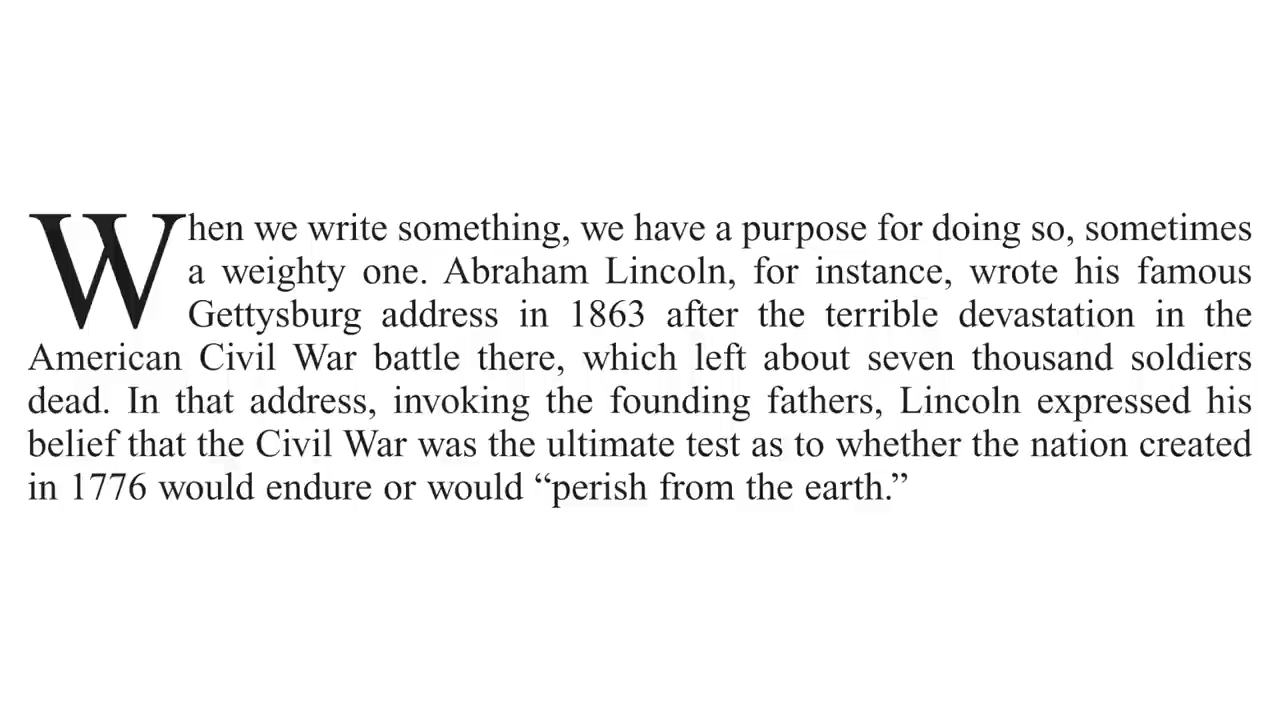 When we write something, we have a purpose for doing so, sometimes
a weighty one. Abraham Lincoln, for instance, wrote his famous
Gettysburg address in 1863 after the terrible devastation in the
American Civil War battle there, which left about seven thousand soldiers
dead. In that address, invoking the founding fathers, Lincoln expressed his
belief that the Civil War was the ultimate test as to whether the nation created
in 1776 would endure or would “perish from the earth.”